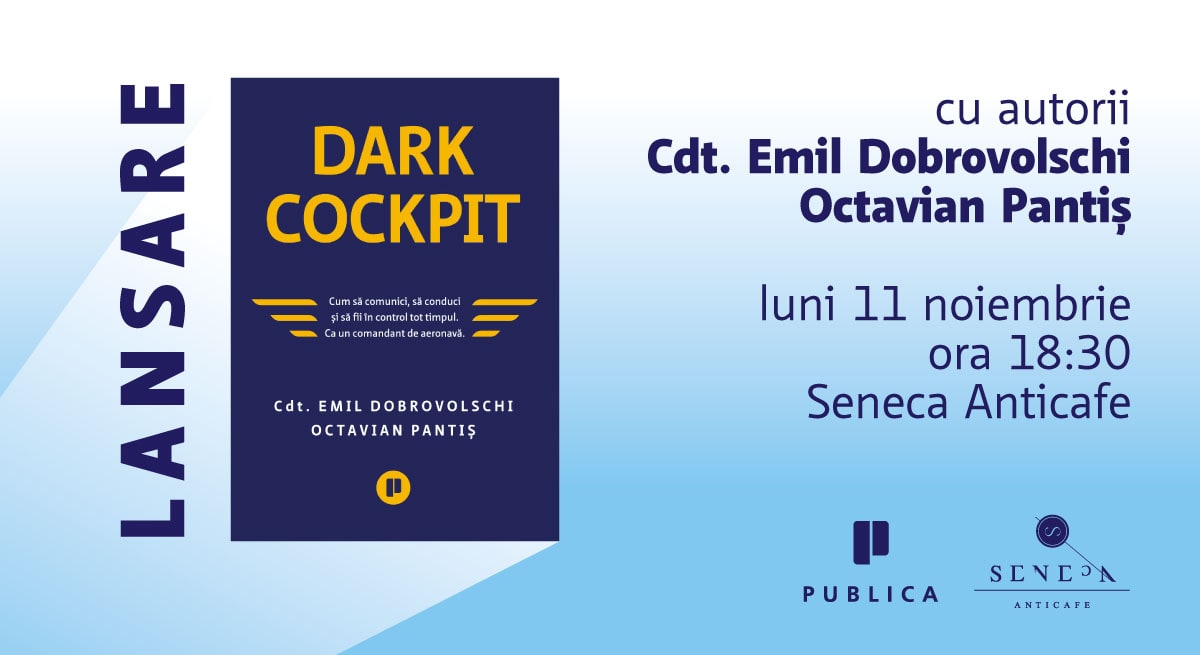 LANSARE
DARK
COCKPIT
Cum să comunici, să conduci
și să fii în control tot timpul.
Ca un comandant de aeronavă.
Cdt. EMIL DOBROVOLSCHI
OCTAVIAN PANTIȘ
cu autorii
Cdt. Emil Dobrovolschi
Octavian Pantiș
luni 11 noiembrie
ora 18:30
Seneca Anticafe
PUBLICA
S
SENECA
ANTICAFE